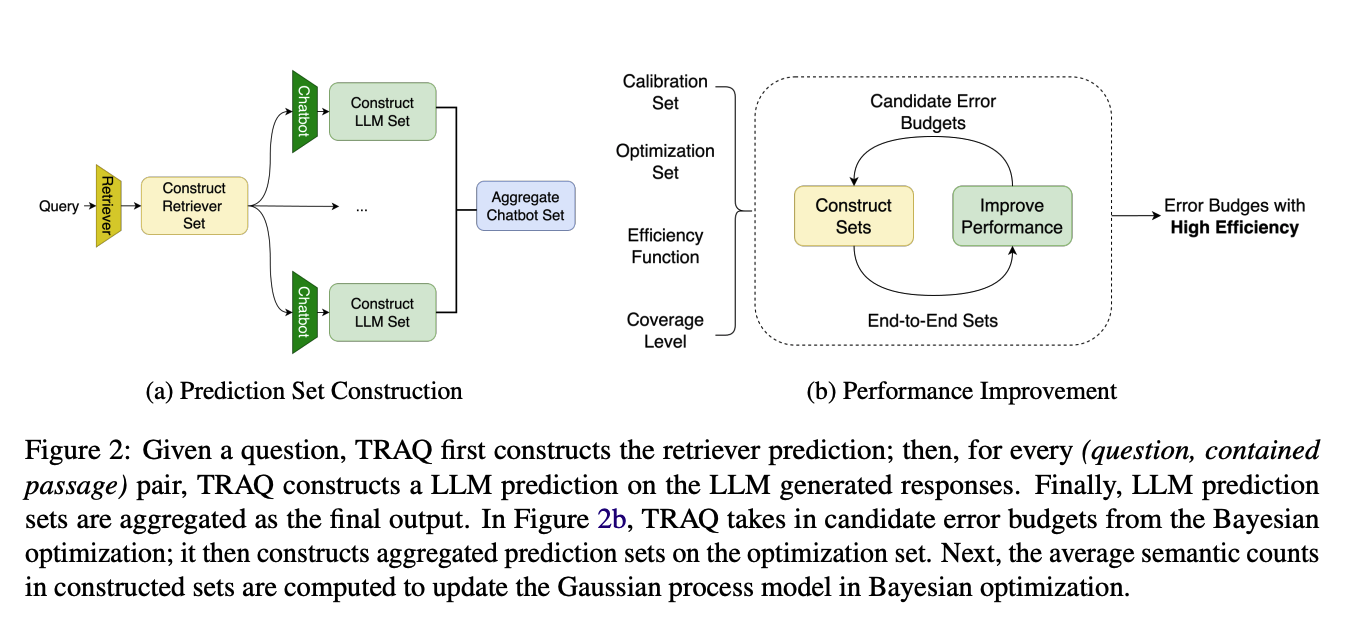 Query
Retriever
Construct
Retriever
Set
Chatbot
Construct
LLM Set
...
Chatbot
Construct
LLM Set
Aggregate
Chatbot Set
(a) Prediction Set Construction
Calibration
Set
Optimization
Set
Efficiency
Function
Coverage
Level
Candidate Error
Budgets
Construct
Sets
Improve
Performance
End-to-End Sets
Error Budgets with
High Efficiency
(b) Performance Improvement
Figure 2: Given a question, TRAQ first constructs the retriever prediction; then, for every (question, contained
passage) pair, TRAQ constructs a LLM prediction on the LLM generated responses. Finally, LLM prediction
sets are aggregated as the final output. In Figure 2b, TRAQ takes in candidate error budgets from the Bayesian
optimization; it then constructs aggregated prediction sets on the optimization set. Next, the average semantic counts
in constructed sets are computed to update the Gaussian process model in Bayesian optimization.